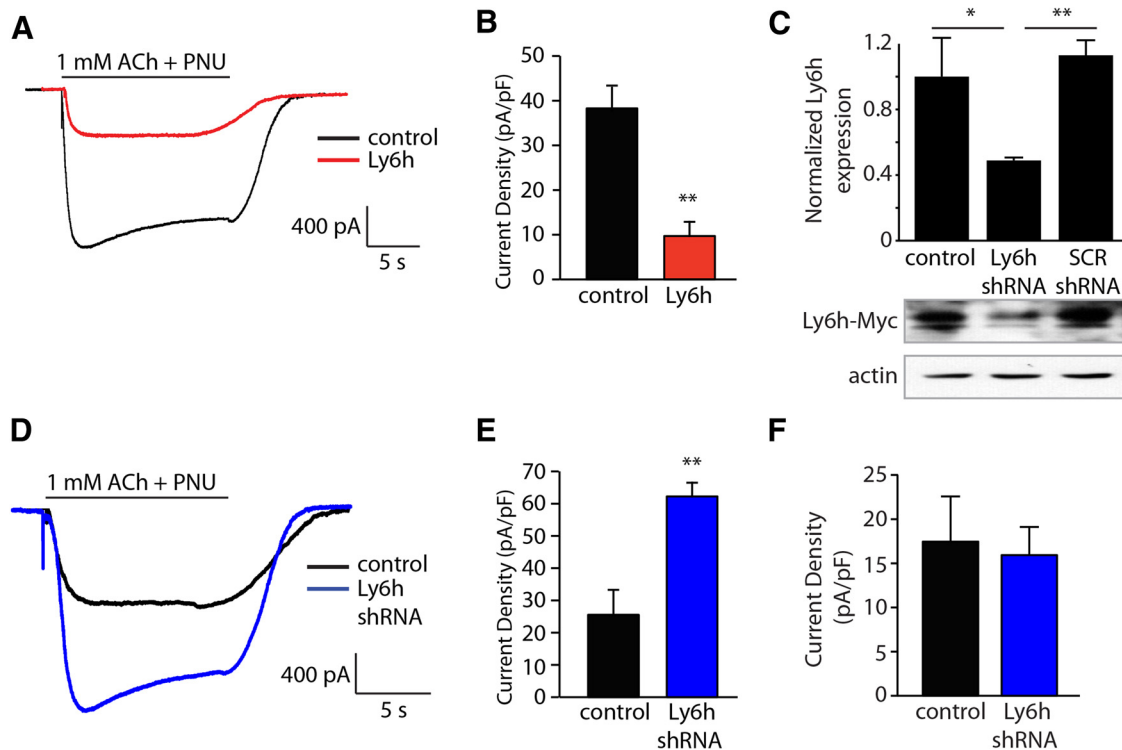 A
1 mM ACh + PNU
control
Ly6h
400 pA
5 s
B
Current Density (pA/pF)
50
40
30
20
10
0
**
control
Ly6h
C
*
**
Normalized Ly6h
expression
1.2
0.8
0.4
0
control
Ly6h
shRNA
SCR
shRNA
Ly6h-Myc
actin
D
1 mM ACh + PNU
control
Ly6h
shRNA
400 pA
5 s
E
Current Density (pA/pF)
70
60
50
40
30
20
10
0
**
control
Ly6h
shRNA
F
Current Density
(pA/pF)
25
20
15
10
5
0
control
Ly6h
shRNA